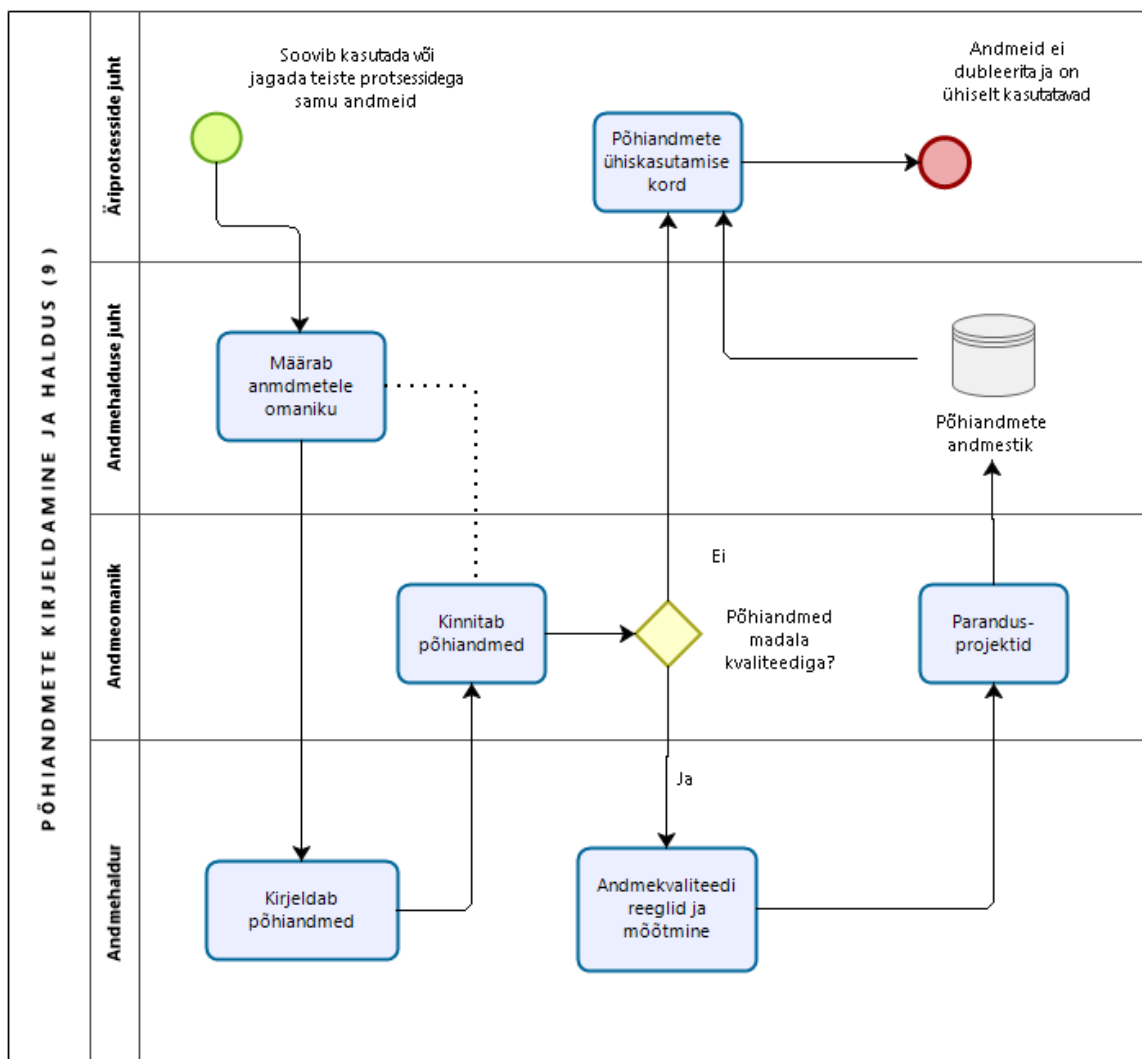 PÕHIANDMETE KIRJELDAMINE JA HALDUS (9)
Äriprotsesside juht
Soovib kasutada või
jagada teiste protsessidega
samu andmeid
Põhiandmete
ühiskasutamise
kord
Andmeid ei
dubleerita ja on
ühiselt kasutatavad
Andmehalduse juht
Määrab
anmdmetele
omaniku
Põhiandmete
andmestik
Andmeomanik
Kinnitab
põhiandmed
Ei
Põhiandmed
madala
kvaliteediga?
Parandus-
projektid
Andmehaldur
Kirjeldab
põhiandmed
Ja
Andmekvaliteedi
reeglid ja
mõõtmine